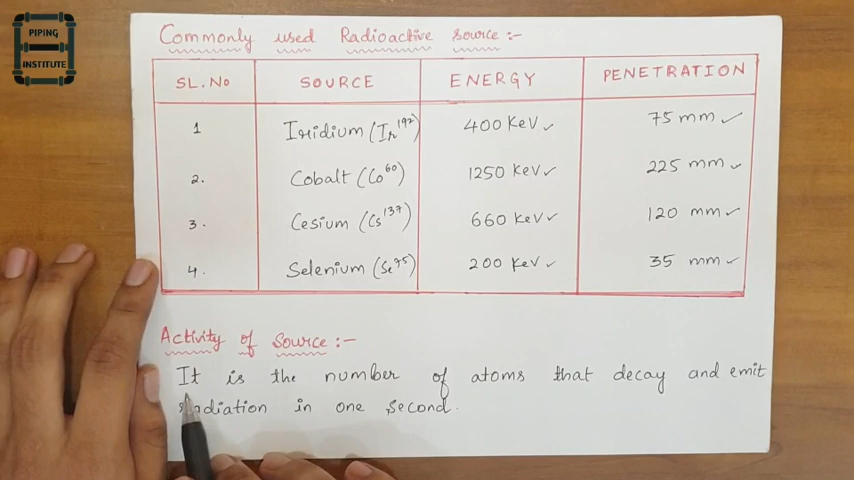 PIPING
INSTITUTE
Commonly used Radioactive source :-
SL.No SOURCE ENERGY PENETRATION
1 Iridium (Ir¹⁹²) 400 KeV ✓ 75 mm ✓
2. Cobalt (Co⁶⁰) 1250 KeV ✓ 225 mm ✓
3. Cesium (Cs¹³⁷) 660 KeV ✓ 120 mm ✓
4. Selenium (Se⁷⁵) 200 KeV ✓ 35 mm ✓
Activity of Source :-
It is the number of atoms that decay and emit
radiation in one second.